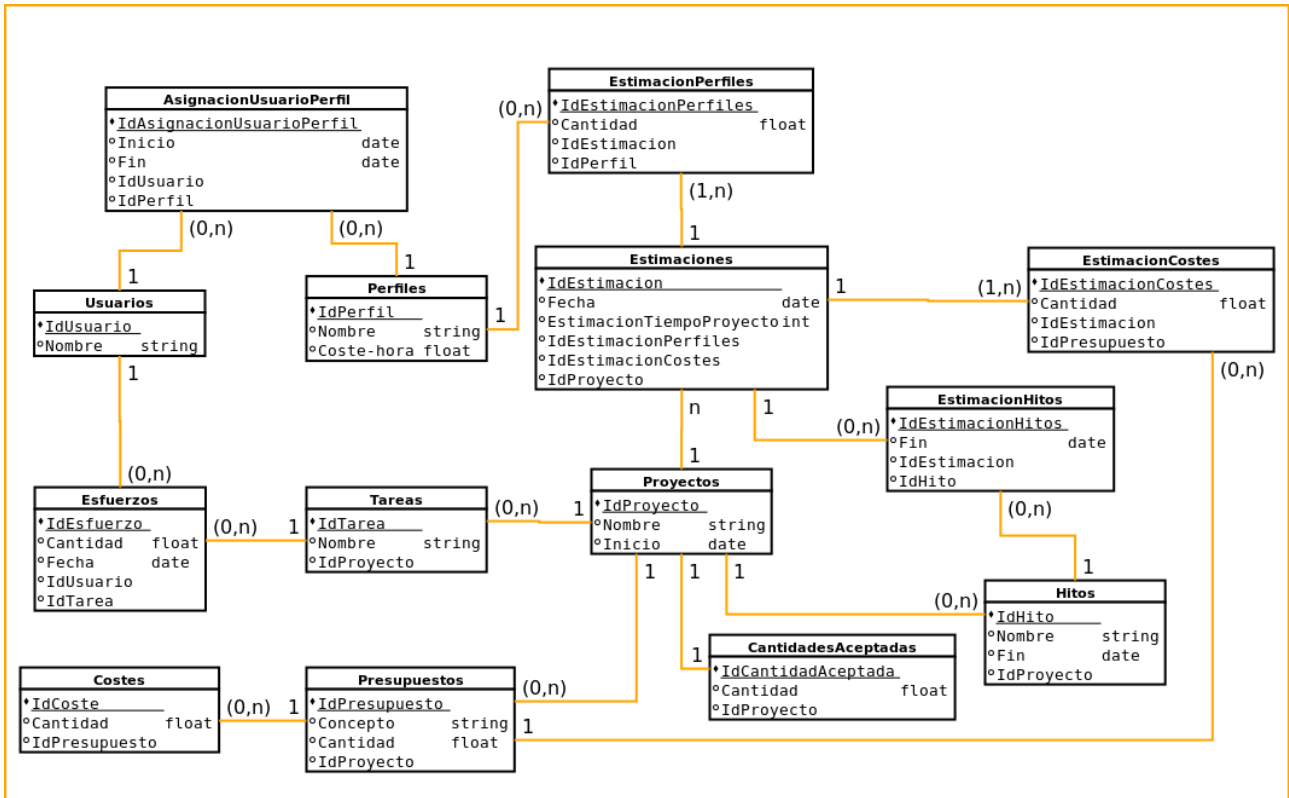 AsignacionUsuarioPerfil
IdAsignacionUsuarioPerfil
Inicio date
Fin date
IdUsuario
IdPerfil
(0,n)
(0,n)
1
1
EstimacionPerfiles
IdEstimacionPerfiles
Cantidad float
IdEstimacion
IdPerfil
(0,n)
(1,n)
1
Usuarios
IdUsuario
Nombre string
1
(0,n)
Perfiles
IdPerfil
Nombre string
Coste-hora float
1
Estimaciones
IdEstimacion
Fecha date
EstimacionTiempoProyecto int
IdEstimacionPerfiles
IdEstimacionCostes
IdProyecto
1
(1,n)
n
1
1
(0,n)
EstimacionCostes
IdEstimacionCostes
Cantidad float
IdEstimacion
IdPresupuesto
(0,n)
EstimacionHitos
IdEstimacionHitos
Fin date
IdEstimacion
IdHito
(0,n)
1
Esfuerzos
IdEsfuerzo
Cantidad float
Fecha date
IdUsuario
IdTarea
(0,n)
1
Tareas
IdTarea
Nombre string
IdProyecto
(0,n)
1
Proyectos
IdProyecto
Nombre string
Inicio date
1
1
1
(0,n)
Hitos
IdHito
Nombre string
Fin date
IdProyecto
1
CantidadesAceptadas
IdCantidadAceptada
Cantidad float
IdProyecto
Costes
IdCoste
Cantidad float
IdPresupuesto
(0,n)
1
Presupuestos
IdPresupuesto
Concepto string
Cantidad float
IdProyecto
(0,n)
1